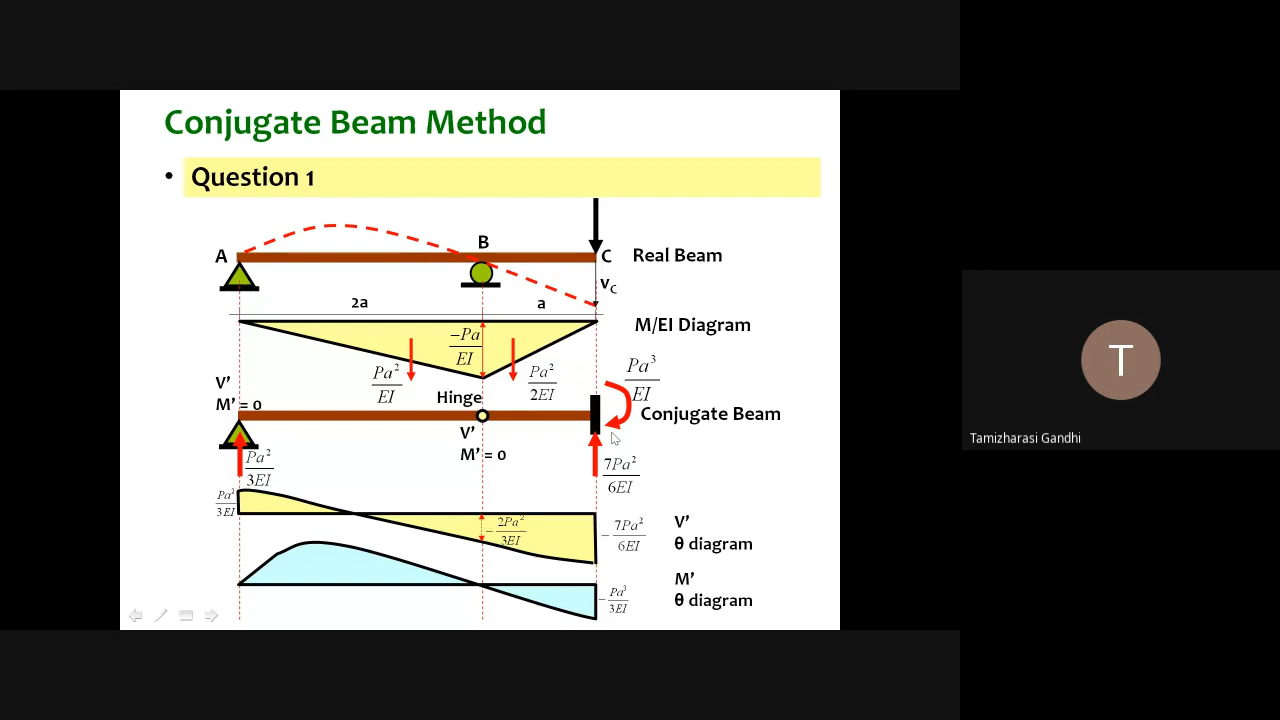 Conjugate Beam Method
• Question 1
A
B
C
Real Beam
v_C
2a
a
M/EI Diagram
−Pa/EI
Pa²/EI
Pa²/2EI
Pa³/EI
V'
M' = 0
Hinge
Conjugate Beam
V'
M' = 0
Pa²/3EI
7Pa²/6EI
Pa²/3EI
−2Pa²/3EI
−7Pa²/6EI
V'
θ diagram
M'
θ diagram
−Pa³/3EI
T
Tamizharasi Gandhi